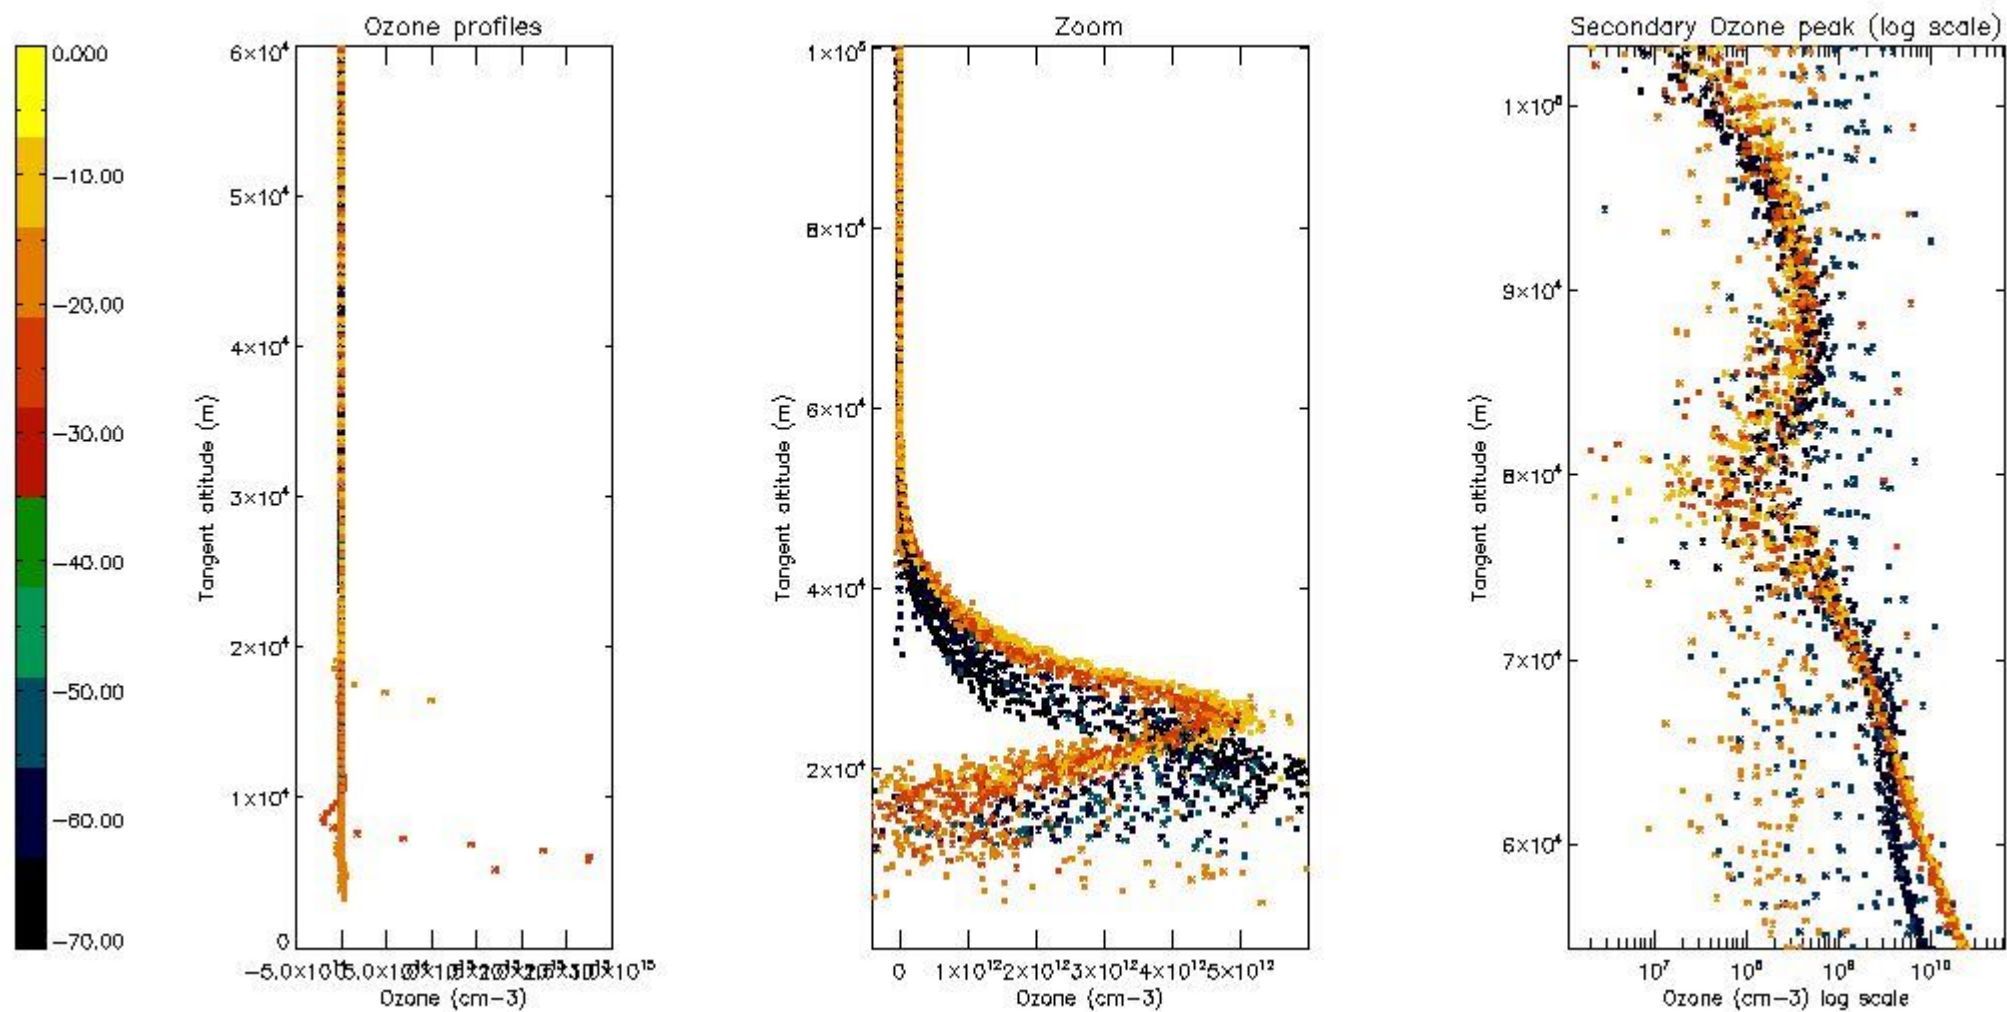 Ozone profiles
Zoom
Secondary Ozone peak (log scale)
0.000
−10.00
−20.00
−30.00
−40.00
−50.00
−60.00
−70.00
6×10⁴
5×10⁴
4×10⁴
3×10⁴
2×10⁴
1×10⁴
0
Tangent altitude (m)
Ozone (cm−3)
1×10⁵
8×10⁴
6×10⁴
4×10⁴
2×10⁴
Tangent altitude (m)
0 1×10¹² 2×10¹² 3×10¹² 4×10¹² 5×10¹²
Ozone (cm−3)
1×10⁵
9×10⁴
8×10⁴
7×10⁴
6×10⁴
Tangent altitude (m)
10⁷ 10⁸ 10⁹ 10¹⁰
Ozone (cm−3) log scale